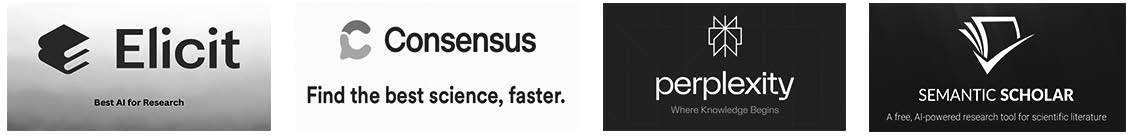 Elicit
Best AI for Research
Consensus
Find the best science, faster.
perplexity
Where Knowledge Begins
SEMANTIC SCHOLAR
A free, AI-powered research tool for scientific literature